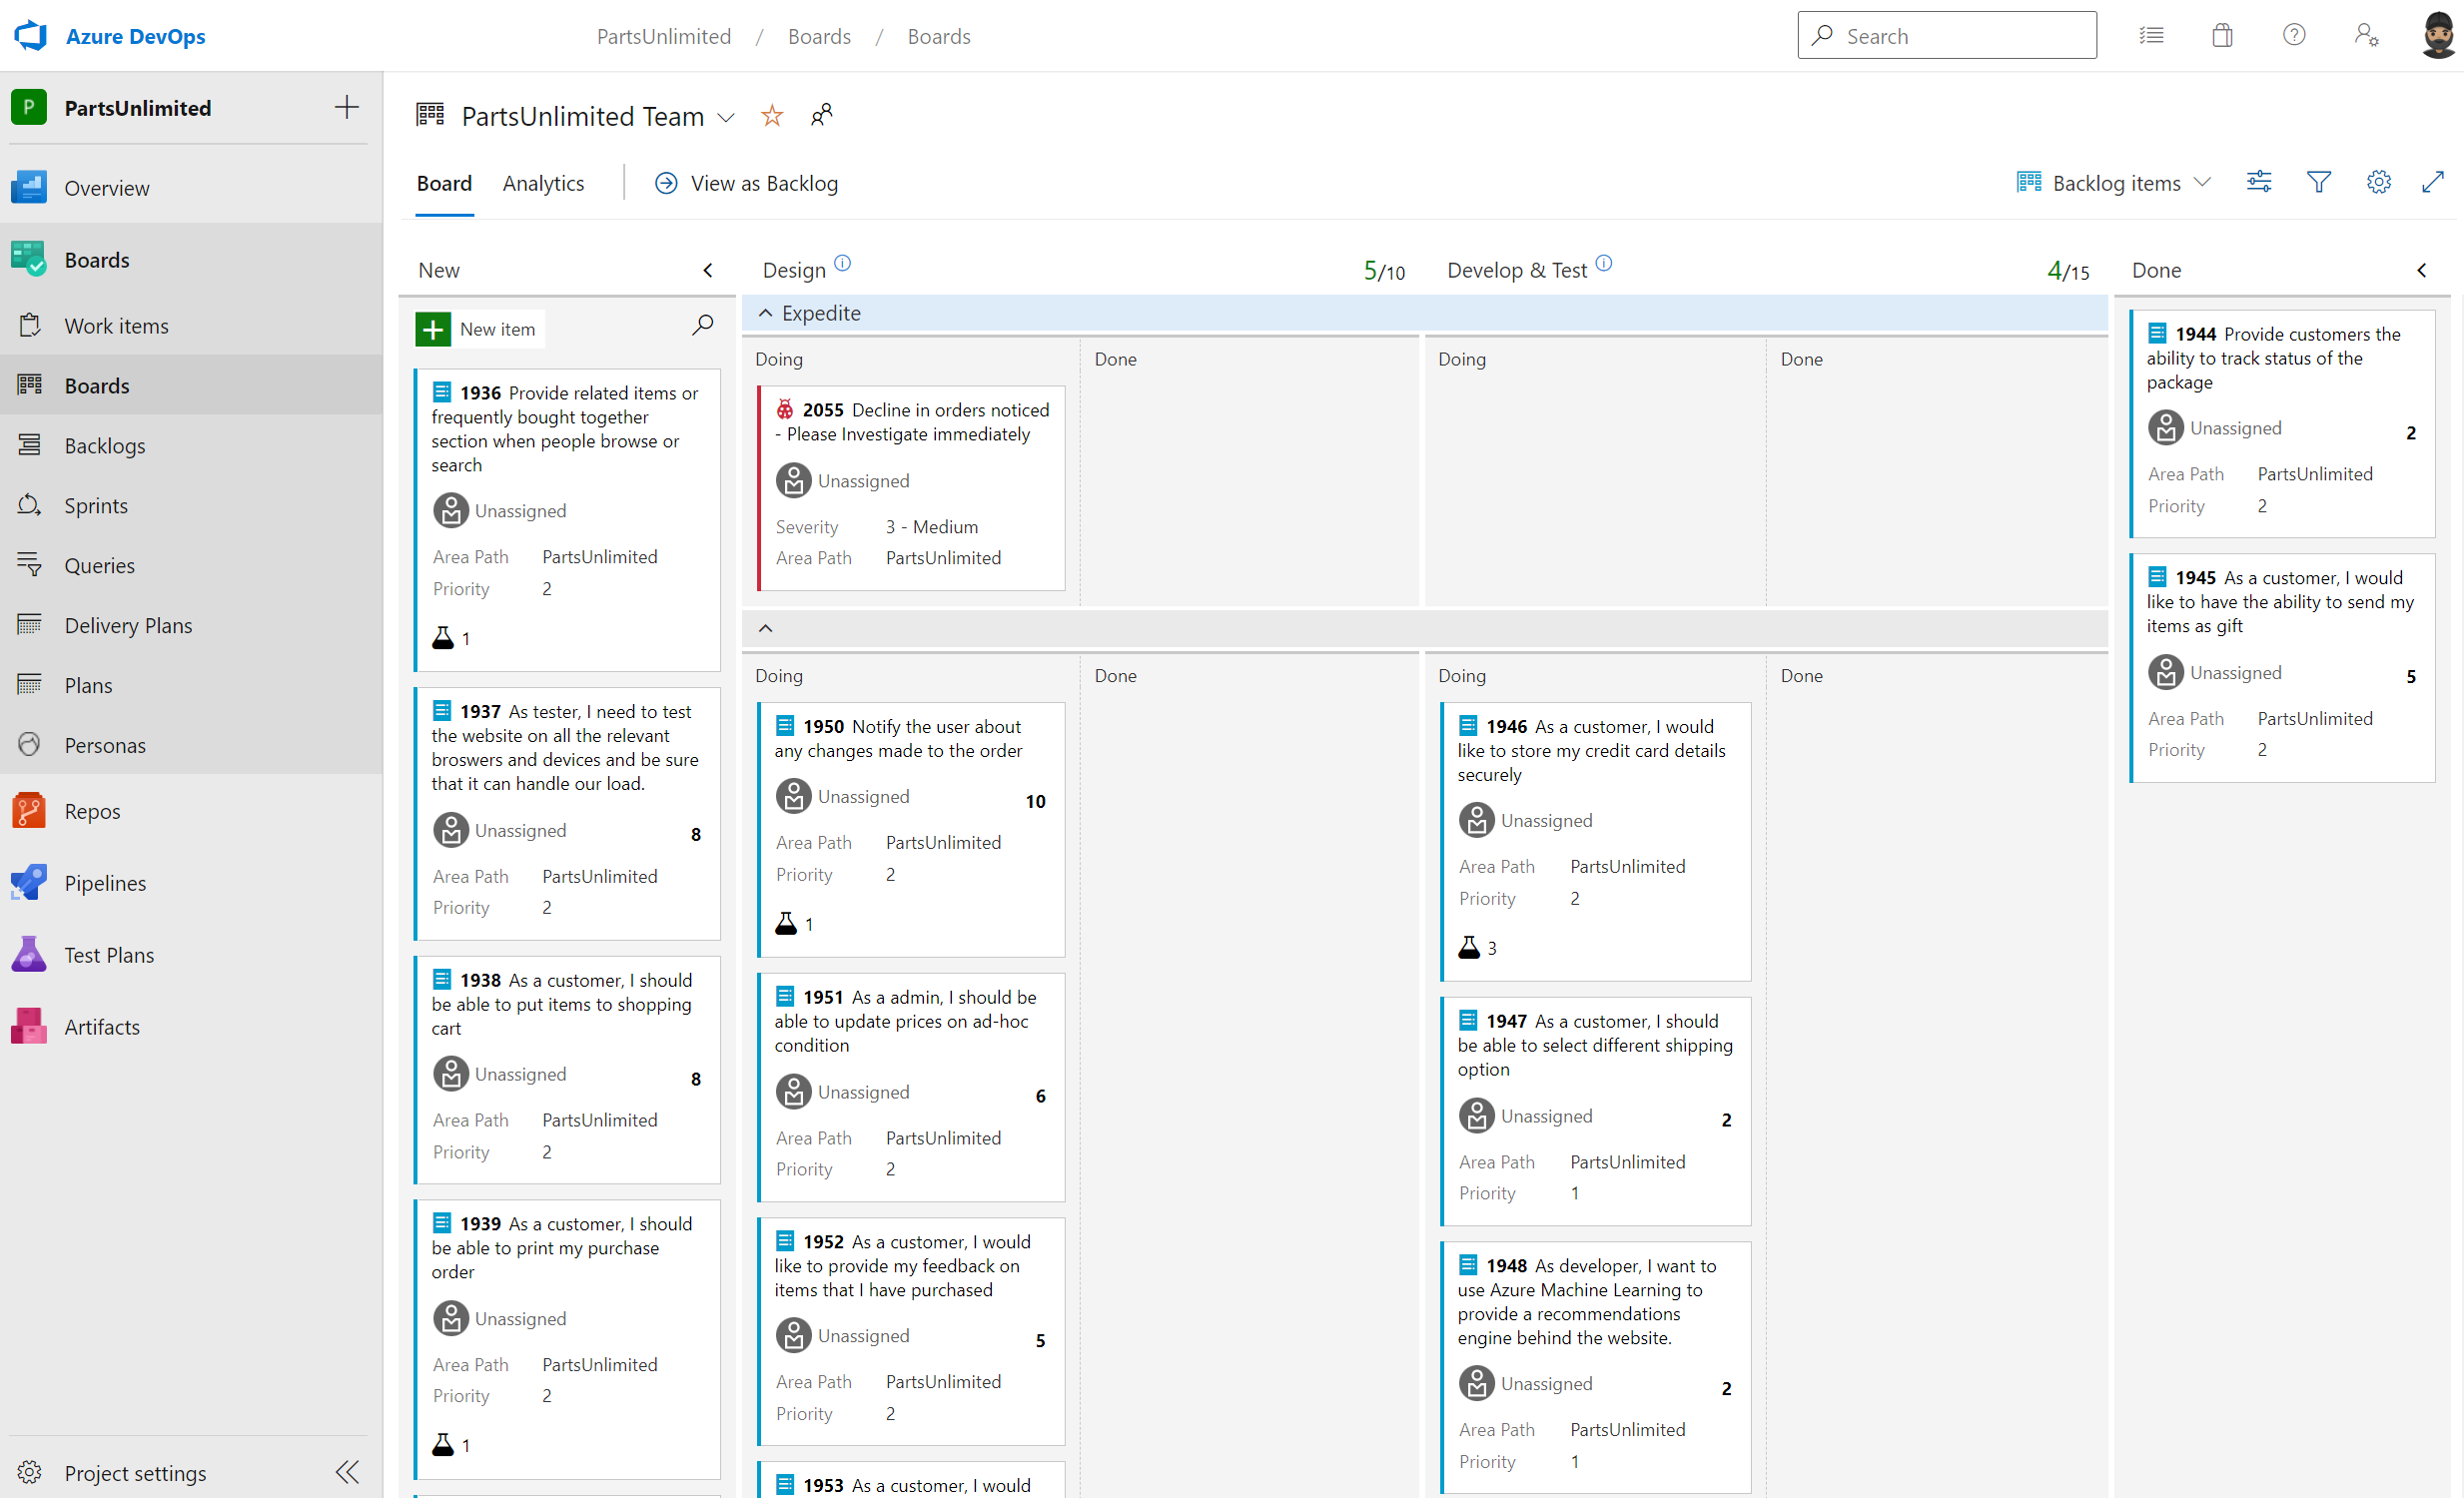 Azure DevOps
PartsUnlimited / Boards / Boards
Search
P PartsUnlimited
Overview
Boards
Work items
Boards
Backlogs
Sprints
Queries
Delivery Plans
Plans
Personas
Repos
Pipelines
Test Plans
Artifacts
Project settings
PartsUnlimited Team
Board Analytics View as Backlog
Backlog items
New
New item
1936 Provide related items or
frequently bought together
section when people browse or
search
Unassigned
Area Path PartsUnlimited
Priority 2
1
1937 As tester, I need to test
the website on all the relevant
broswers and devices and be sure
that it can handle our load.
Unassigned 8
Area Path PartsUnlimited
Priority 2
1938 As a customer, I should
be able to put items to shopping
cart
Unassigned 8
Area Path PartsUnlimited
Priority 2
1939 As a customer, I should
be able to print my purchase
order
Unassigned
Area Path PartsUnlimited
Priority 2
1
Design 5/10
Develop & Test 4/15
Expedite
Doing Done
Doing Done
2055 Decline in orders noticed
- Please Investigate immediately
Unassigned
Severity 3 - Medium
Area Path PartsUnlimited
Doing Done
1950 Notify the user about
any changes made to the order
Unassigned 10
Area Path PartsUnlimited
Priority 2
1
1951 As a admin, I should be
able to update prices on ad-hoc
condition
Unassigned 6
Area Path PartsUnlimited
Priority 2
1952 As a customer, I would
like to provide my feedback on
items that I have purchased
Unassigned 5
Area Path PartsUnlimited
Priority 2
1953 As a customer, I would
Doing Done
1946 As a customer, I would
like to store my credit card details
securely
Unassigned
Area Path PartsUnlimited
Priority 2
3
1947 As a customer, I should
be able to select different shipping
option
Unassigned 2
Area Path PartsUnlimited
Priority 1
1948 As developer, I want to
use Azure Machine Learning to
provide a recommendations
engine behind the website.
Unassigned 2
Area Path PartsUnlimited
Priority 1
Done
1944 Provide customers the
ability to track status of the
package
Unassigned 2
Area Path PartsUnlimited
Priority 2
1945 As a customer, I would
like to have the ability to send my
items as gift
Unassigned 5
Area Path PartsUnlimited
Priority 2